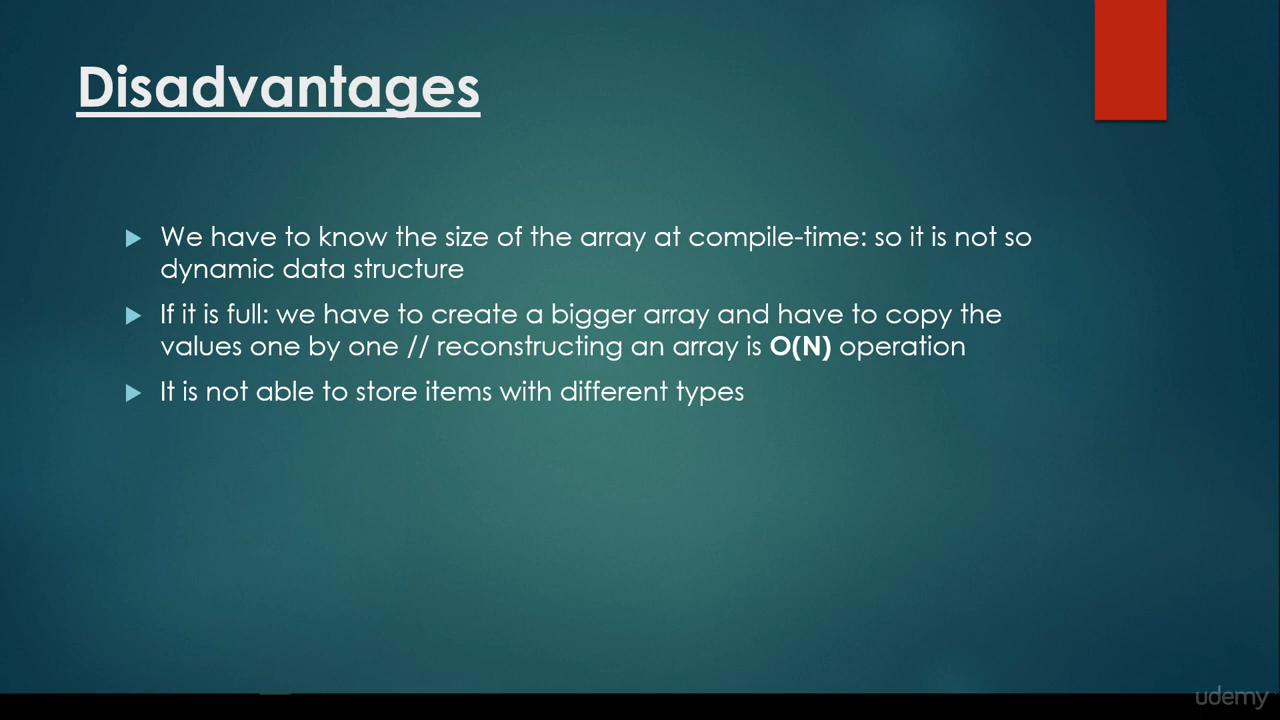 Disadvantages
We have to know the size of the array at compile-time: so it is not so
dynamic data structure
If it is full: we have to create a bigger array and have to copy the
values one by one // reconstructing an array is O(N) operation
It is not able to store items with different types
udemy